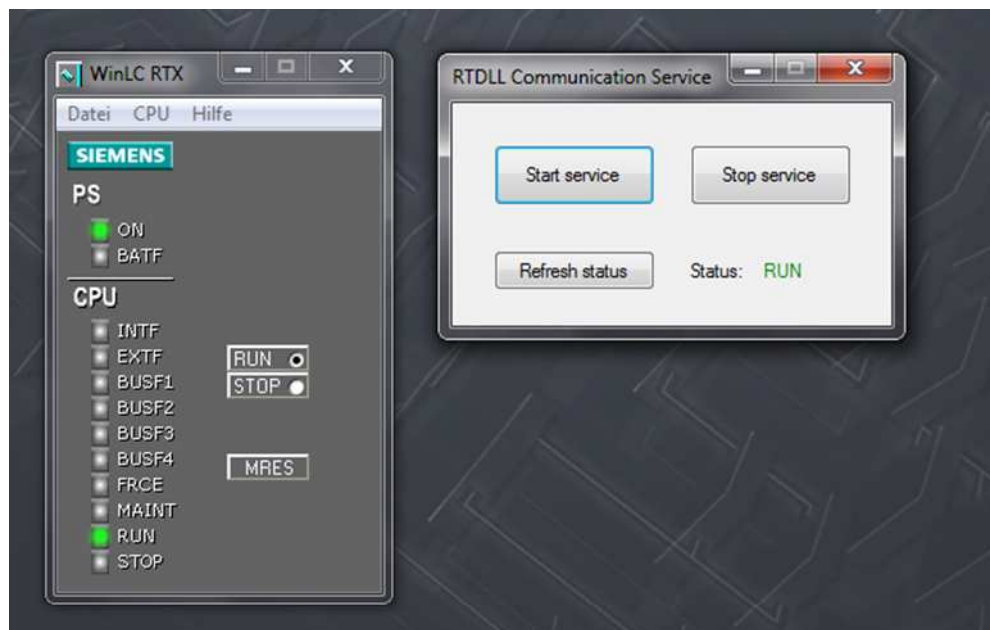 WinLC RTX
Datei CPU Hilfe
SIEMENS
PS
ON
BATF
CPU
INTF
EXTF
BUSF1
BUSF2
BUSF3
BUSF4
FRCE
MAINT
RUN
STOP
RUN
STOP
MRES
RTDLL Communication Service
Start service Stop service
Refresh status Status: RUN